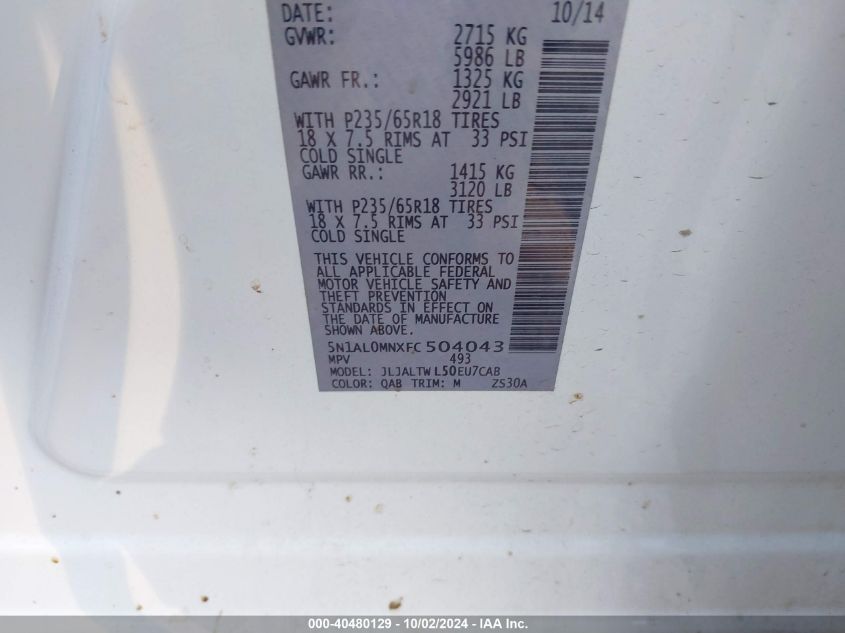 DATE: 10/14
GVWR: 2715 KG
5986 LB
GAWR FR.: 1325 KG
2921 LB
WITH P235/65R18 TIRES
18 X 7.5 RIMS AT 33 PSI
COLD SINGLE
GAWR RR.: 1415 KG
3120 LB
WITH P235/65R18 TIRES
18 X 7.5 RIMS AT 33 PSI
COLD SINGLE
THIS VEHICLE CONFORMS TO
ALL APPLICABLE FEDERAL
MOTOR VEHICLE SAFETY AND
THEFT PREVENTION
STANDARDS IN EFFECT ON
THE DATE OF MANUFACTURE
SHOWN ABOVE.
5N1AL0MNXFC504043
MPV 493
MODEL: JLJALTWL50EU7CAB
COLOR: QAB TRIM: M ZS30A
000-40480129 - 10/02/2024 - IAA Inc.